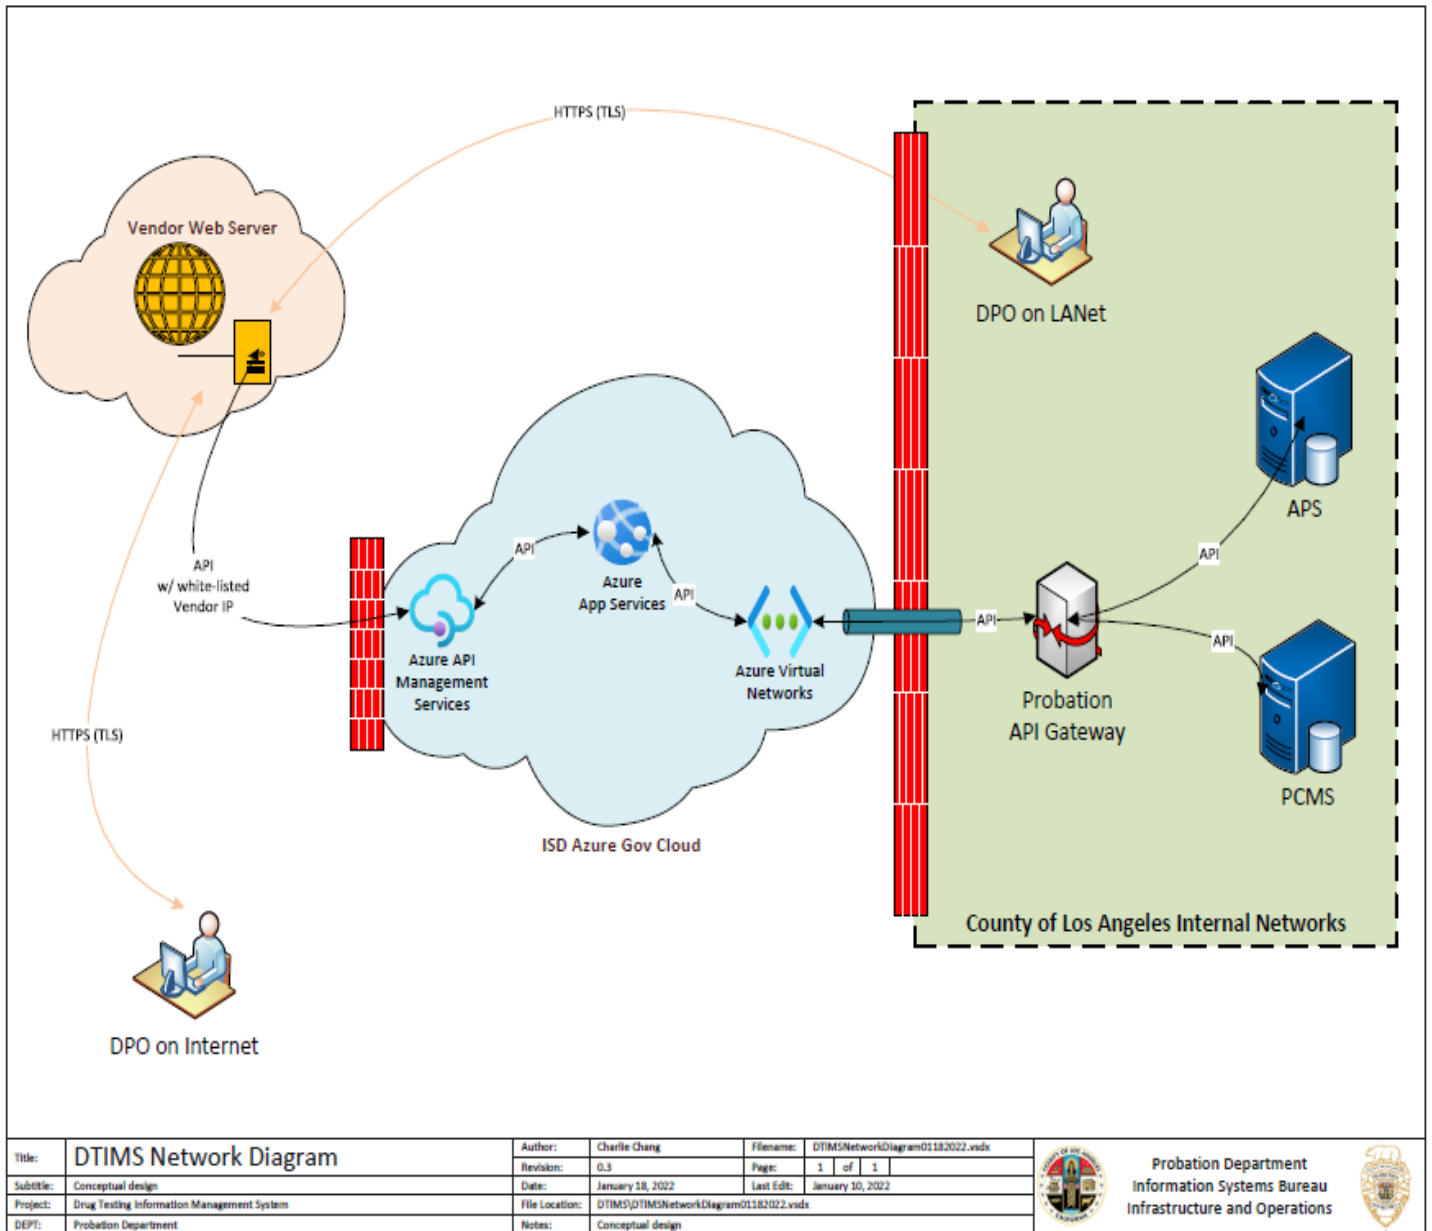 HTTPS (TLS)
Vendor Web Server
DPO on LANet
APS
API
API
w/ white-listed
Vendor IP
API
Azure
App Services
API
Azure API
Management
Services
Azure Virtual
Networks
API
API
Probation
API Gateway
PCMS
HTTPS (TLS)
ISD Azure Gov Cloud
County of Los Angeles Internal Networks
DPO on Internet
Title: DTIMS Network Diagram
Subtitle: Conceptual design
Project: Drug Testing Information Management System
DEPT: Probation Department
Author: Charlie Chang
Revision: 0.3
Date: January 18, 2022
File Location: DTIMS\DTIMSNetworkDiagram01182022.vsdx
Notes: Conceptual design
Filename: DTIMSNetworkDiagram01182022.vsdx
Page: 1 of 1
Last Edit: January 10, 2022
Probation Department
Information Systems Bureau
Infrastructure and Operations